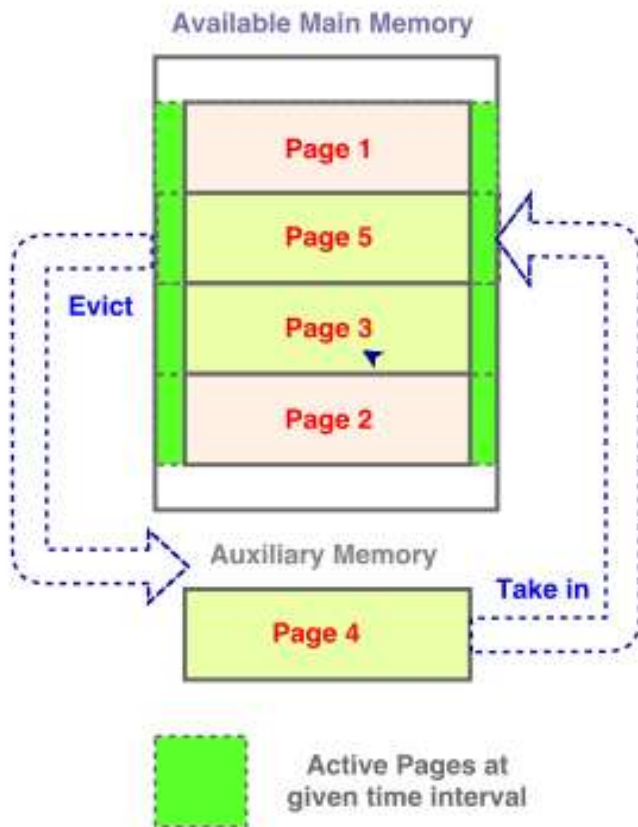 Available Main Memory
Page 1
Page 5
Evict
Page 3
Page 2
Auxiliary Memory
Take in
Page 4
Active Pages at
given time interval